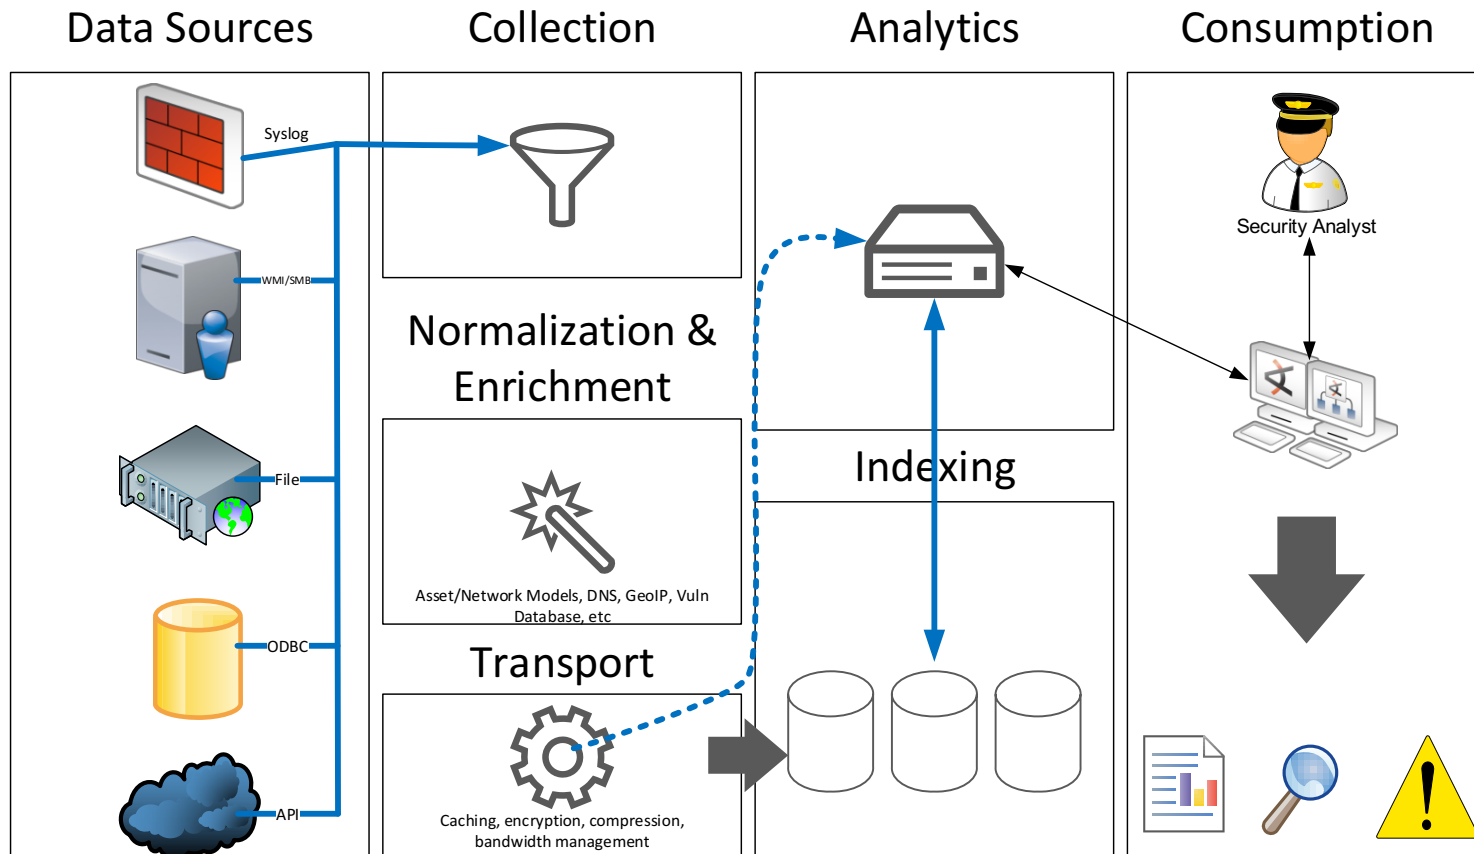 Data Sources
Collection
Analytics
Consumption
Syslog
WMI/SMB
File
ODBC
API
Normalization &
Enrichment
Asset/Network Models, DNS, GeoIP, Vuln
Database, etc
Transport
Caching, encryption, compression,
bandwidth management
Indexing
Security Analyst